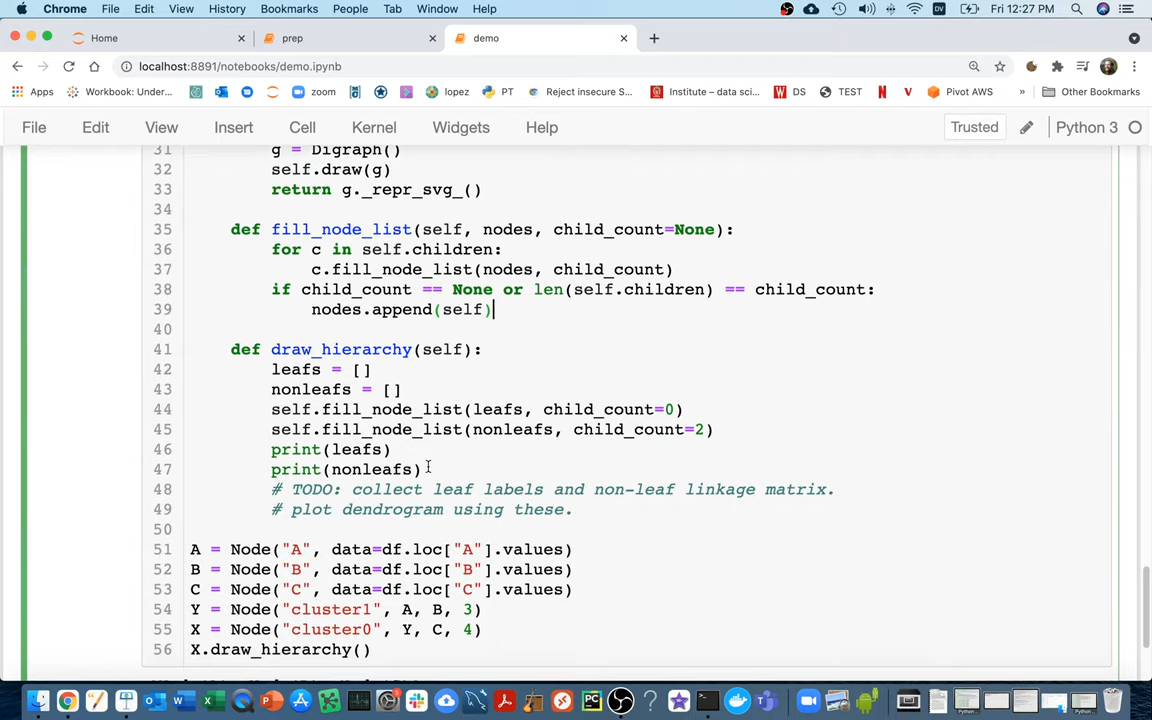 Chrome File Edit View History Bookmarks People Tab Window Help Fri 12:27 PM
Home prep demo
localhost:8891/notebooks/demo.ipynb
Apps Workbook: Under... zoom lopez PT Reject insecure S... Institute – data sci... DS TEST Pivot AWS » Other Bookmarks
File Edit View Insert Cell Kernel Widgets Help Trusted Python 3
31 g = Digraph()
32 self.draw(g)
33 return g._repr_svg_()
34
35 def fill_node_list(self, nodes, child_count=None):
36 for c in self.children:
37 c.fill_node_list(nodes, child_count)
38 if child_count == None or len(self.children) == child_count:
39 nodes.append(self)
40
41 def draw_hierarchy(self):
42 leafs = []
43 nonleafs = []
44 self.fill_node_list(leafs, child_count=0)
45 self.fill_node_list(nonleafs, child_count=2)
46 print(leafs)
47 print(nonleafs)
48 # TODO: collect leaf labels and non-leaf linkage matrix.
49 # plot dendrogram using these.
50
51 A = Node("A", data=df.loc["A"].values)
52 B = Node("B", data=df.loc["B"].values)
53 C = Node("C", data=df.loc["C"].values)
54 Y = Node("cluster1", A, B, 3)
55 X = Node("cluster0", Y, C, 4)
56 X.draw_hierarchy()